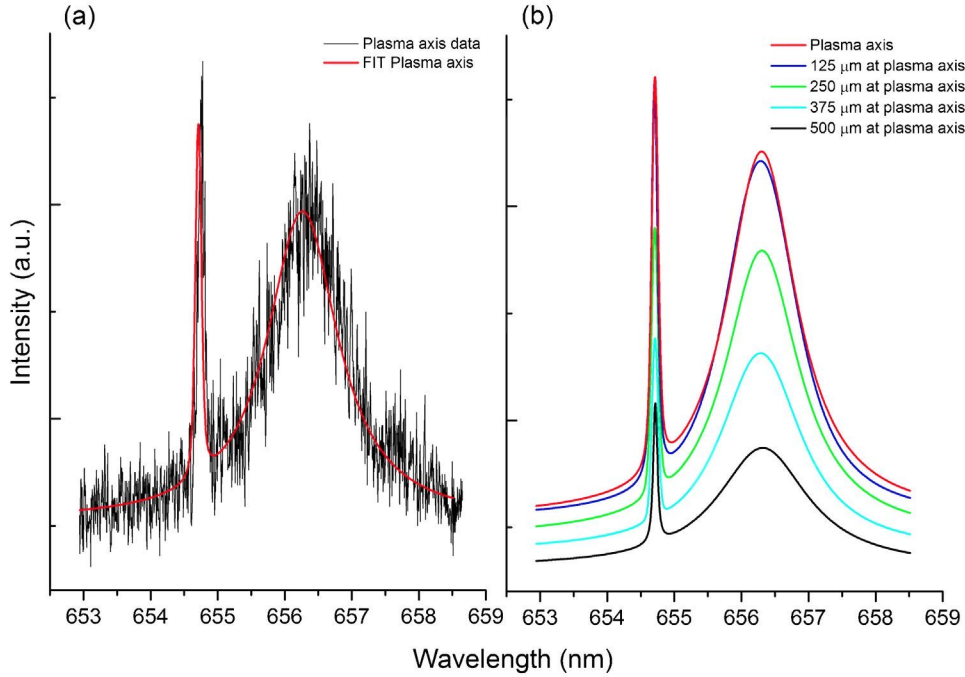 (a)
Plasma axis data
FIT Plasma axis
(b)
Plasma axis
125 μm at plasma axis
250 μm at plasma axis
375 μm at plasma axis
500 μm at plasma axis
Intensity (a.u.)
653 654 655 656 657 658 659
653 654 655 656 657 658 659
Wavelength (nm)